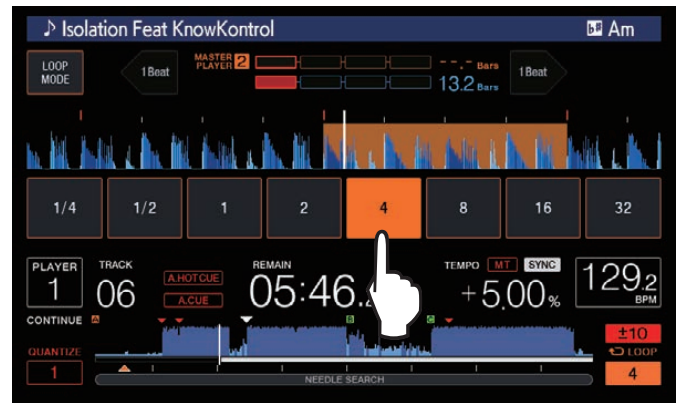 ♪ Isolation Feat KnowKontrol b# Am
LOOP MODE
1 Beat
MASTER PLAYER 2
--.- Bars
13.2 Bars
1 Beat
1/4 1/2 1 2 4 8 16 32
PLAYER 1
TRACK 06
A.HOTCUE
A.CUE
REMAIN
05:46.
TEMPO MT SYNC
+5.00%
129.2 BPM
CONTINUE A B C
±10
QUANTIZE
1
NEEDLE SEARCH
LOOP
4